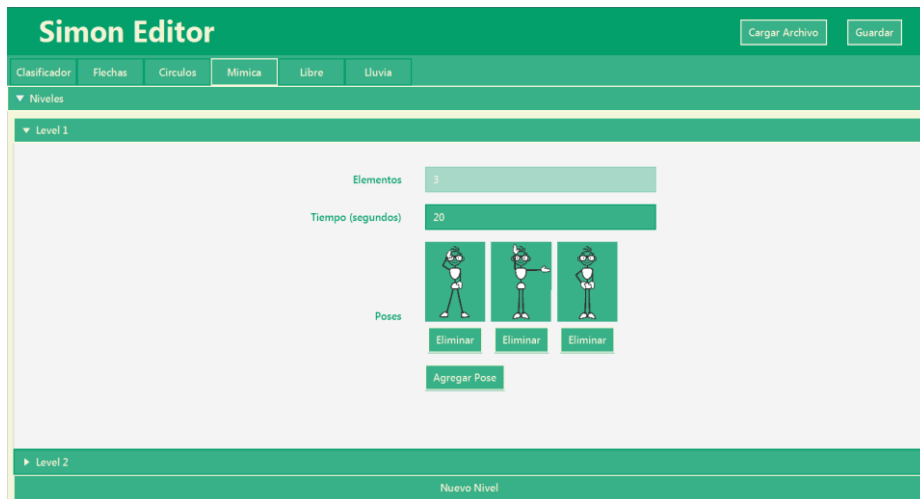 Simon Editor
Cargar Archivo
Guardar
Clasificador
Flechas
Circulos
Mimica
Libre
Lluvia
Niveles
Level 1
Elementos
3
Tiempo (segundos)
20
Poses
Eliminar
Eliminar
Eliminar
Agregar Pose
Level 2
Nuevo Nivel